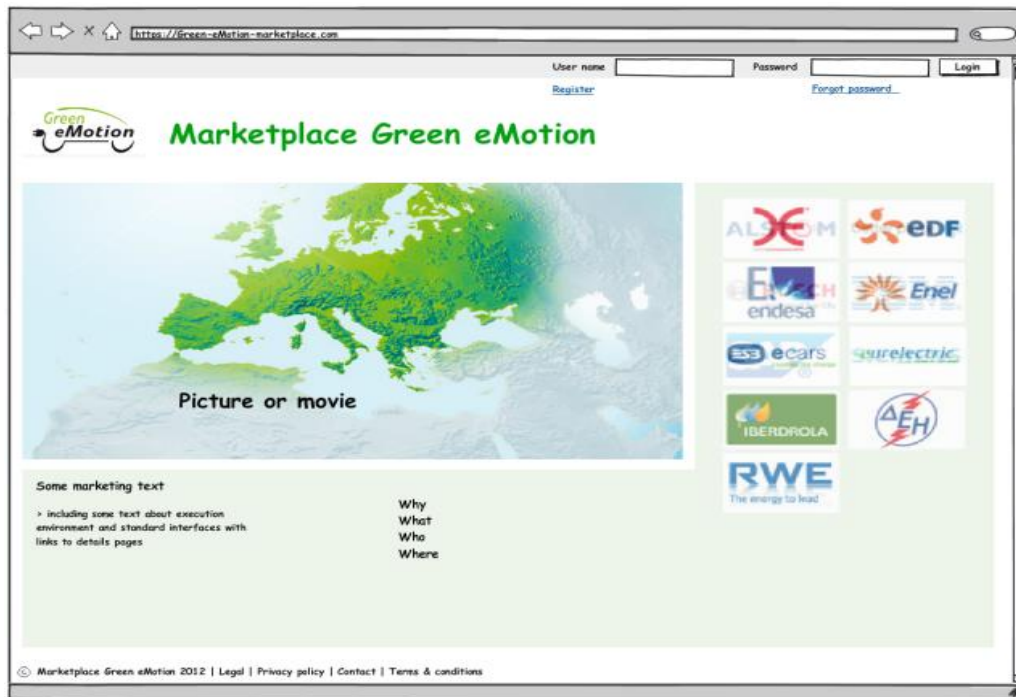 https://Green-eMotion-marketplace.com
User name Password Login
Register Forgot password
Green
eMotion
Marketplace Green eMotion
ALSTOM
eDF
endesa
Enel
ESB ecars
eurelectric
IBERDROLA
ΔEH
RWE
The energy to lead
Picture or movie
Some marketing text
> including some text about execution
environment and standard interfaces with
links to details pages
Why
What
Who
Where
© Marketplace Green eMotion 2012 | Legal | Privacy policy | Contact | Terms & conditions